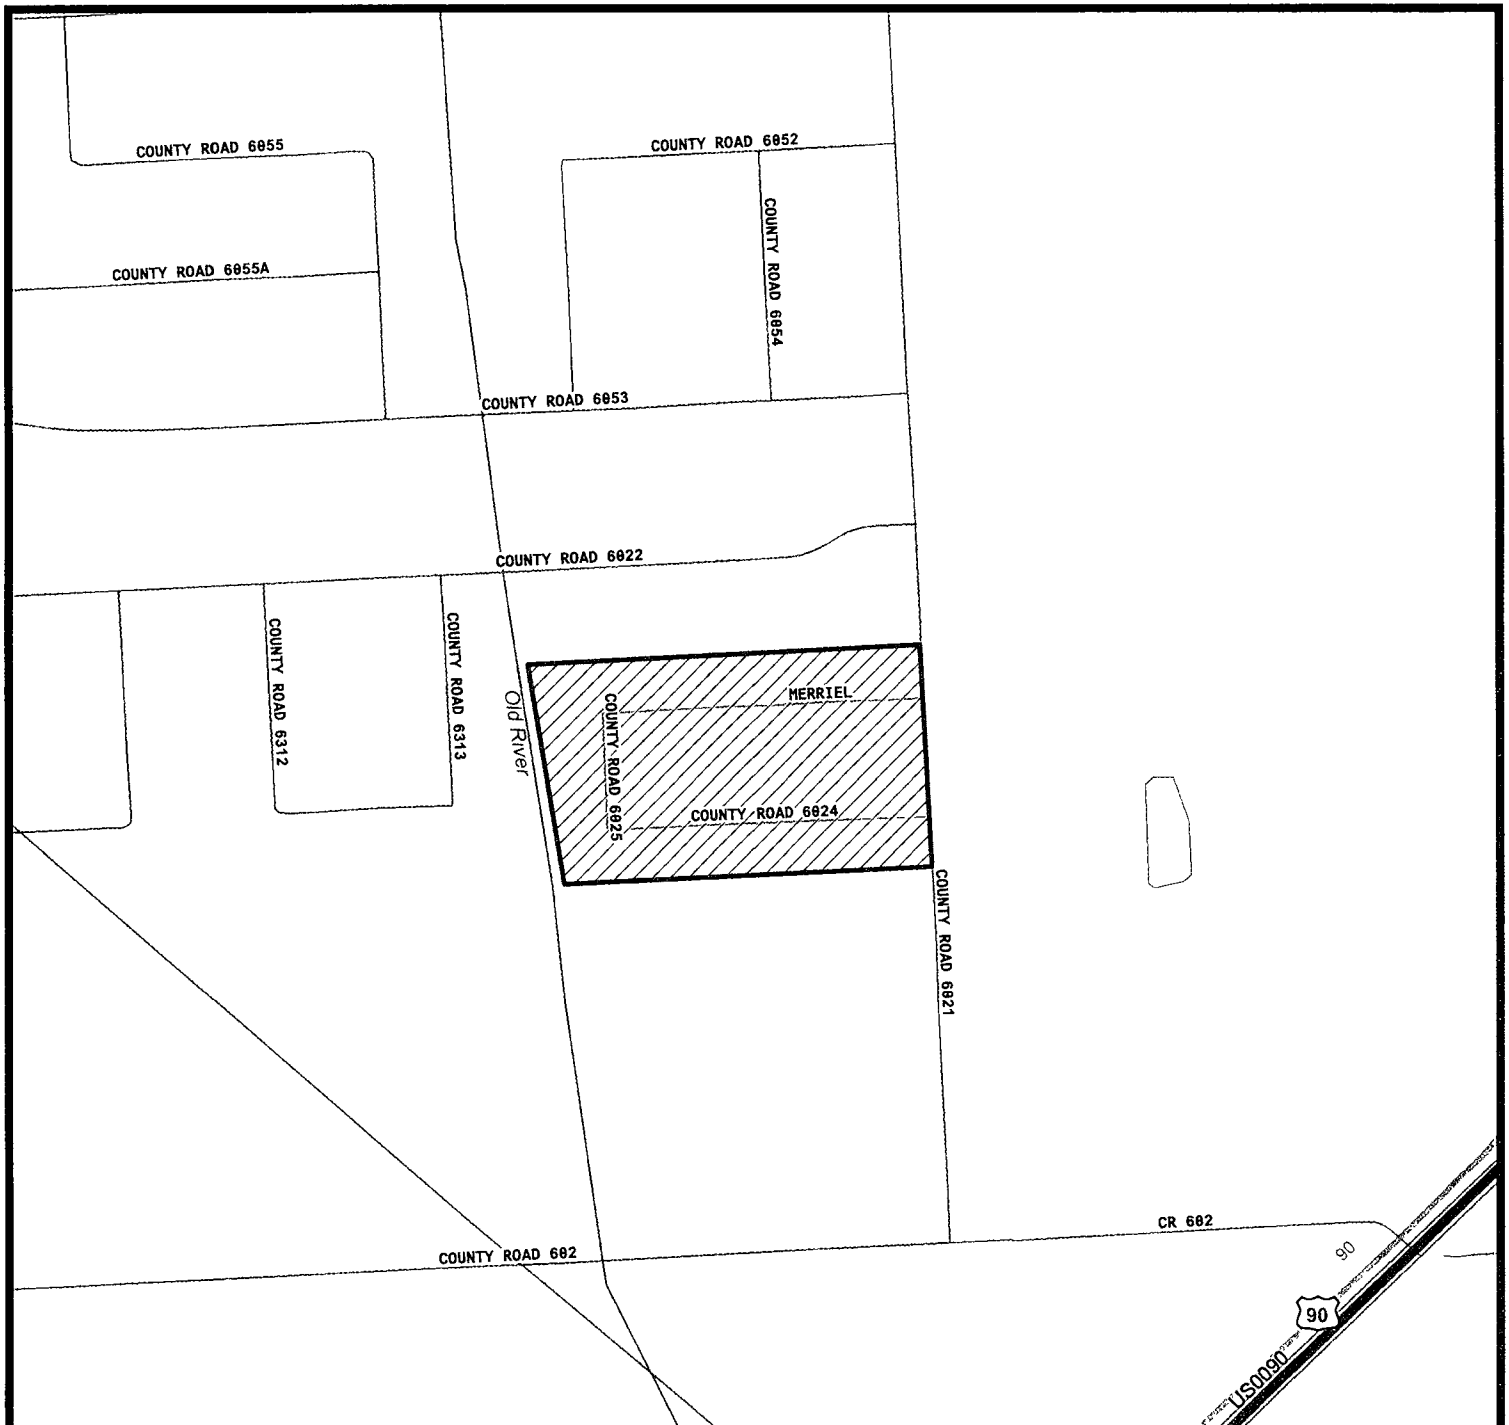 COUNTY ROAD 6055
COUNTY ROAD 6052
COUNTY ROAD 6054
COUNTY ROAD 6055A
COUNTY ROAD 6053
COUNTY ROAD 6022
COUNTY ROAD 6312
COUNTY ROAD 6313
Old River
MERRIEL
COUNTY ROAD 6025
COUNTY ROAD 6024
COUNTY ROAD 6021
CR 602
COUNTY ROAD 602
90
90
US0090